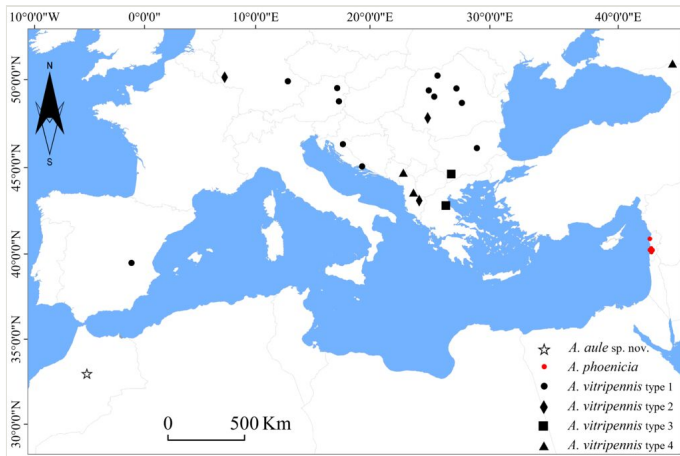 10°0'0"W 0°0'0" 10°0'0"E 20°0'0"E 30°0'0"E 40°0'0"E
50°0'0"N
45°0'0"N
40°0'0"N
35°0'0"N
30°0'0"N
N
S
A. aule sp. nov.
A. phoenicia
A. vitripennis type 1
A. vitripennis type 2
A. vitripennis type 3
A. vitripennis type 4
0 500 Km